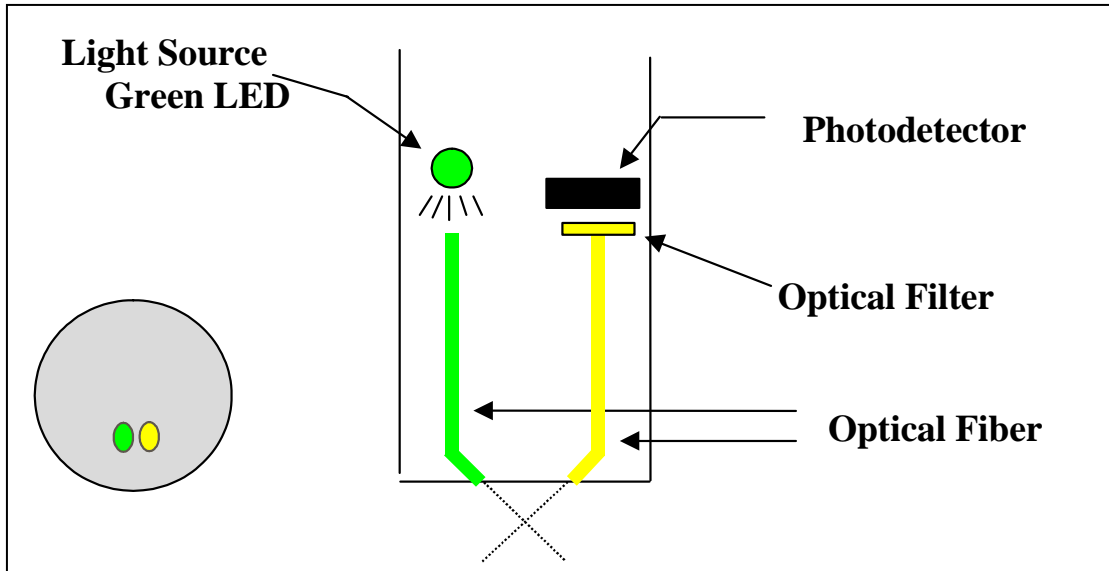 Light Source
Green LED
Photodetector
Optical Filter
Optical Fiber